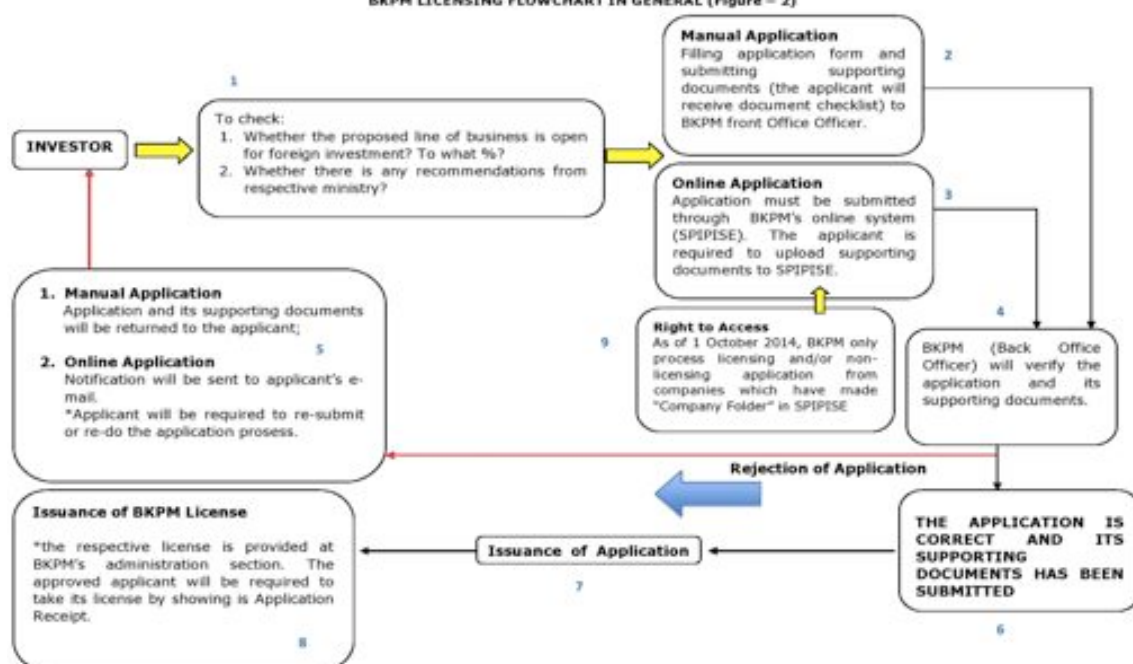 BKPM LICENSING FLOWCHART IN GENERAL (Figure – 2)
1
INVESTOR
To check:
1. Whether the proposed line of business is open
for foreign investment? To what %?
2. Whether there is any recommendations from
respective ministry?
Manual Application
Filling application form and
submitting supporting
documents (the applicant will
receive document checklist) to
BKPM front Office Officer.
2
Online Application
Application must be submitted
through BKPM's online system
(SPIPISE). The applicant is
required to upload supporting
documents to SPIPISE.
3
Right to Access
As of 1 October 2014, BKPM only
process licensing and/or non-
licensing application from
companies which have made
"Company Folder" in SPIPISE
9
4
BKPM (Back Office
Officer) will verify the
application and its
supporting documents.
1. Manual Application
Application and its supporting documents
will be returned to the applicant;
5
2. Online Application
Notification will be sent to applicant's e-
mail.
*Applicant will be required to re-submit
or re-do the application prosess.
Rejection of Application
THE APPLICATION IS
CORRECT AND ITS
SUPPORTING
DOCUMENTS HAS BEEN
SUBMITTED
6
Issuance of Application
7
Issuance of BKPM License
*the respective license is provided at
BKPM's administration section. The
approved applicant will be required to
take its license by showing is Application
Receipt.
8